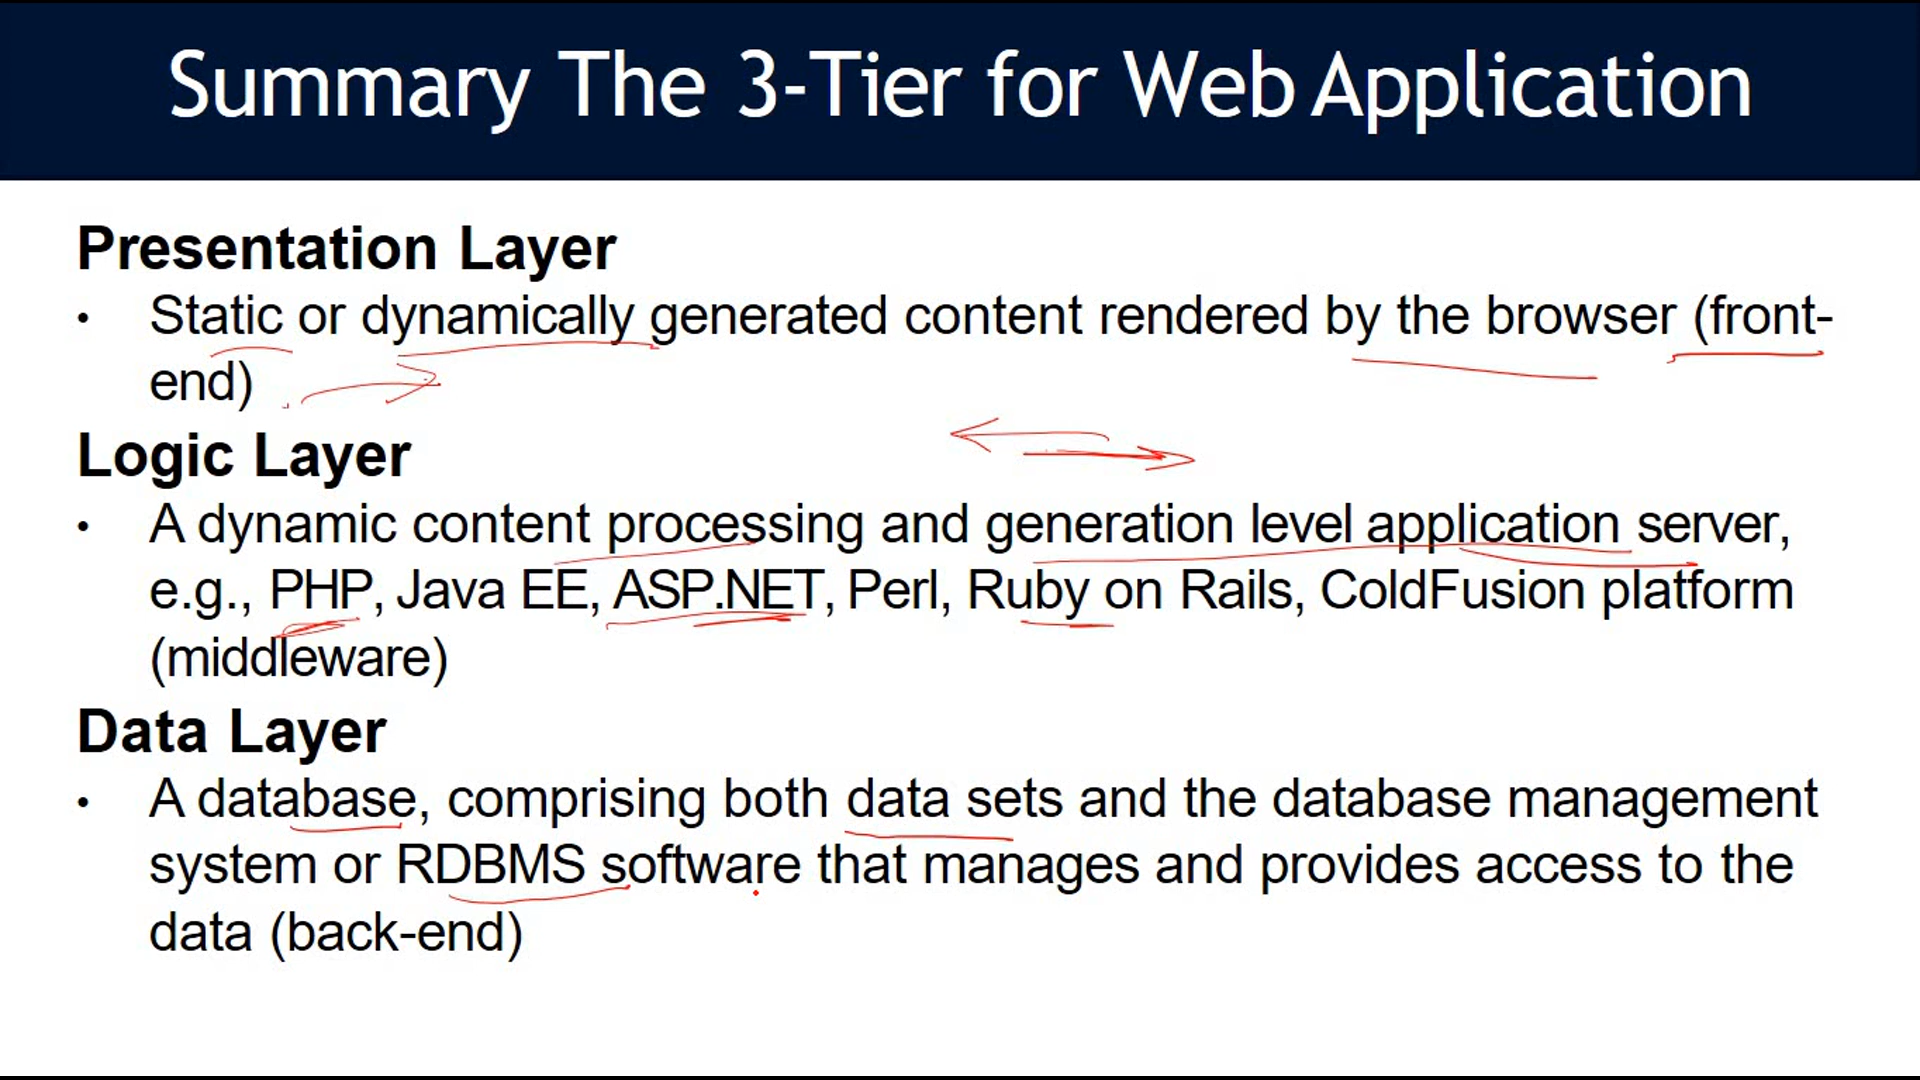 Summary The 3-Tier for Web Application
Presentation Layer
• Static or dynamically generated content rendered by the browser (front-
end)
Logic Layer
• A dynamic content processing and generation level application server,
e.g., PHP, Java EE, ASP.NET, Perl, Ruby on Rails, ColdFusion platform
(middleware)
Data Layer
• A database, comprising both data sets and the database management
system or RDBMS software that manages and provides access to the
data (back-end)